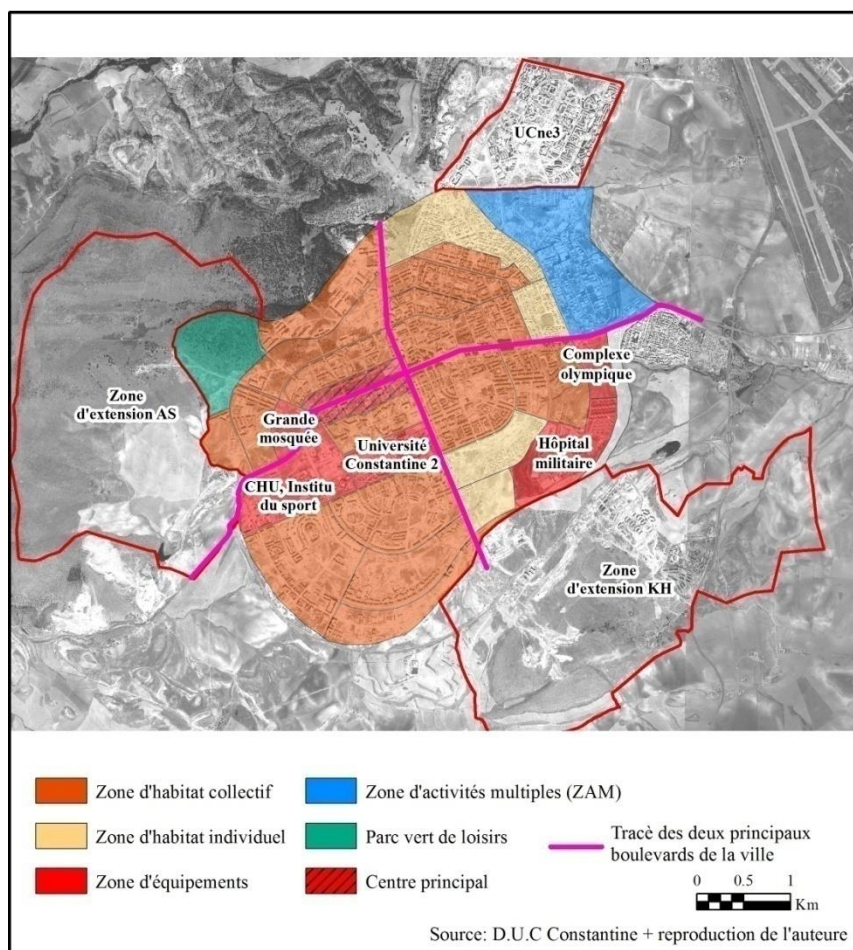 UCne3
Complexe
olympique
Zone
d'extension AS
Grande
mosquée
Université
Constantine 2
Hôpital
militaire
CHU, Institu
du sport
Zone
d'extension KH
Zone d'habitat collectif
Zone d'activités multiples (ZAM)
Zone d'habitat individuel
Parc vert de loisirs
Tracè des deux principaux
boulevards de la ville
Zone d'équipements
Centre principal
0 0.5 1
Km
Source: D.U.C Constantine + reproduction de l'auteure